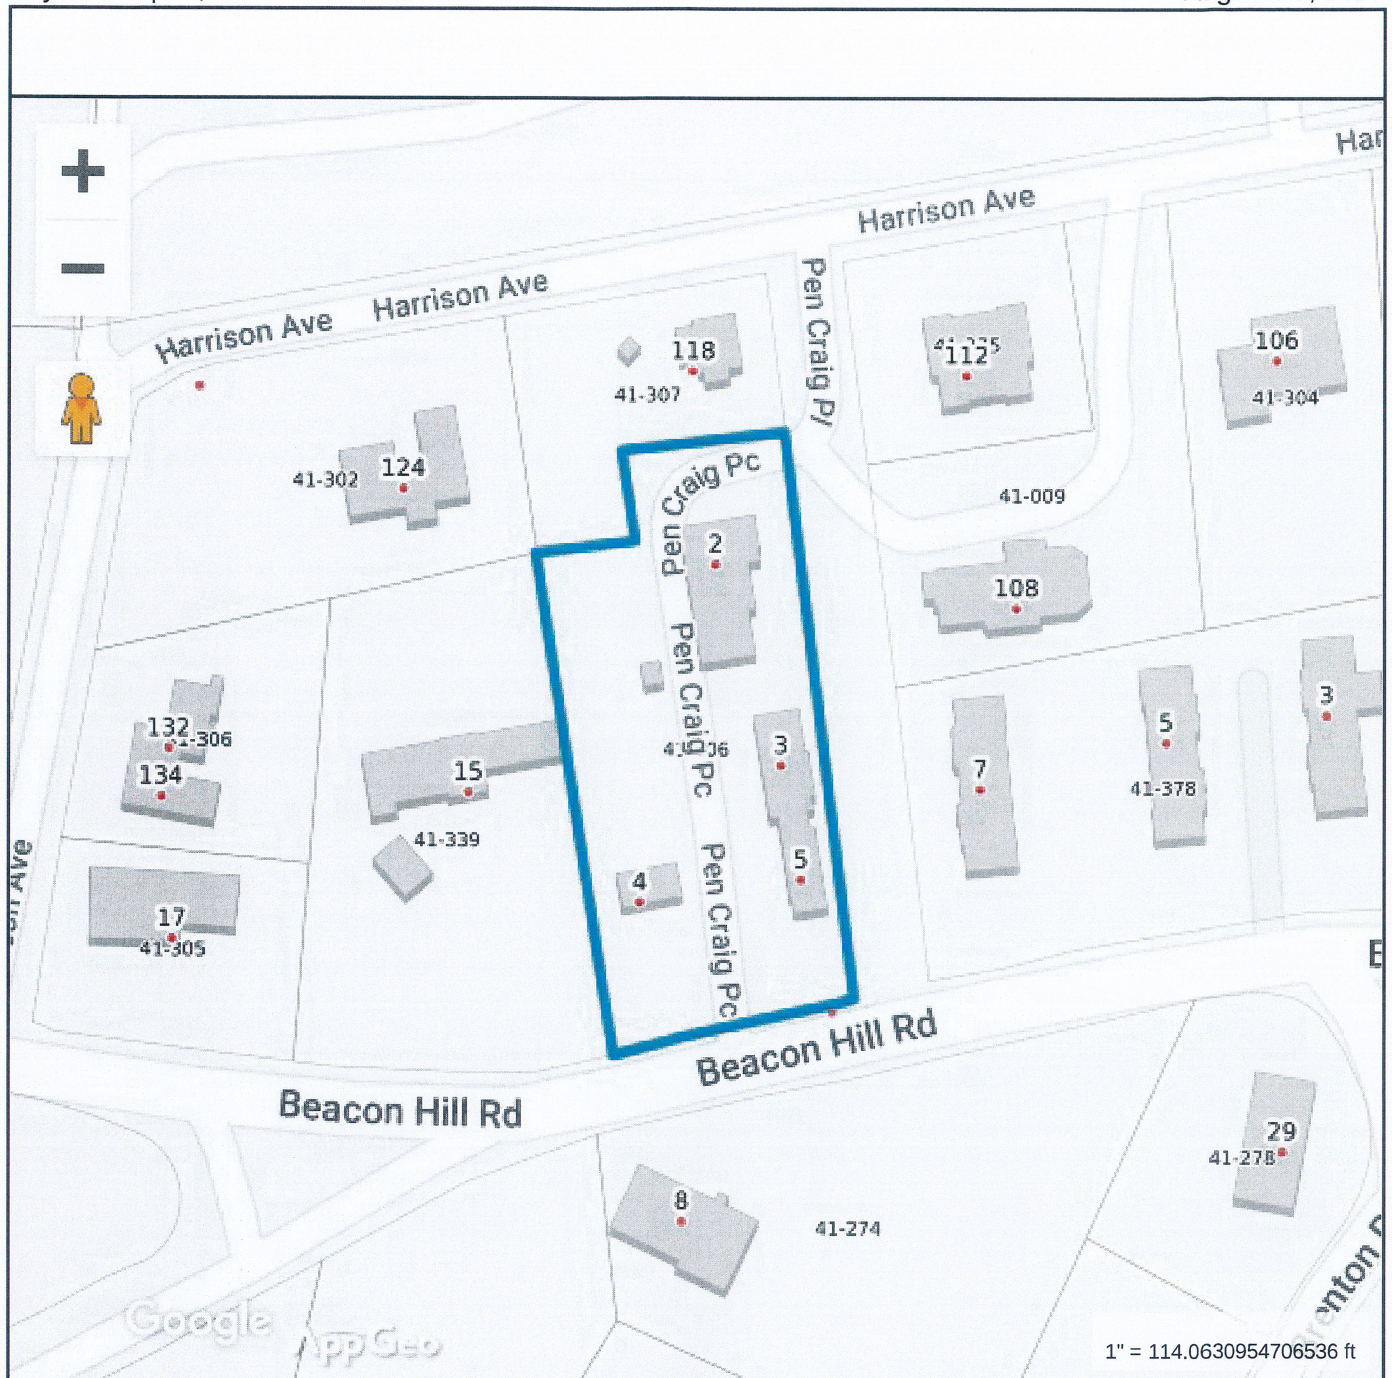 +
−
Harrison Ave
Harrison Ave
Harrison Ave
Pen Craig Py
118
41-307
112
106
41-304
124
41-302
Pen Craig Pc
41-009
2
108
Pen Craig Pc
132
134
15
41-339
3
7
5
41-378
3
17
41-305
4
5
Pen Craig Pc
Beacon Hill Rd
Beacon Hill Rd
8
41-274
29
41-278
Google
AppGeo
1" = 114.0630954706536 ft